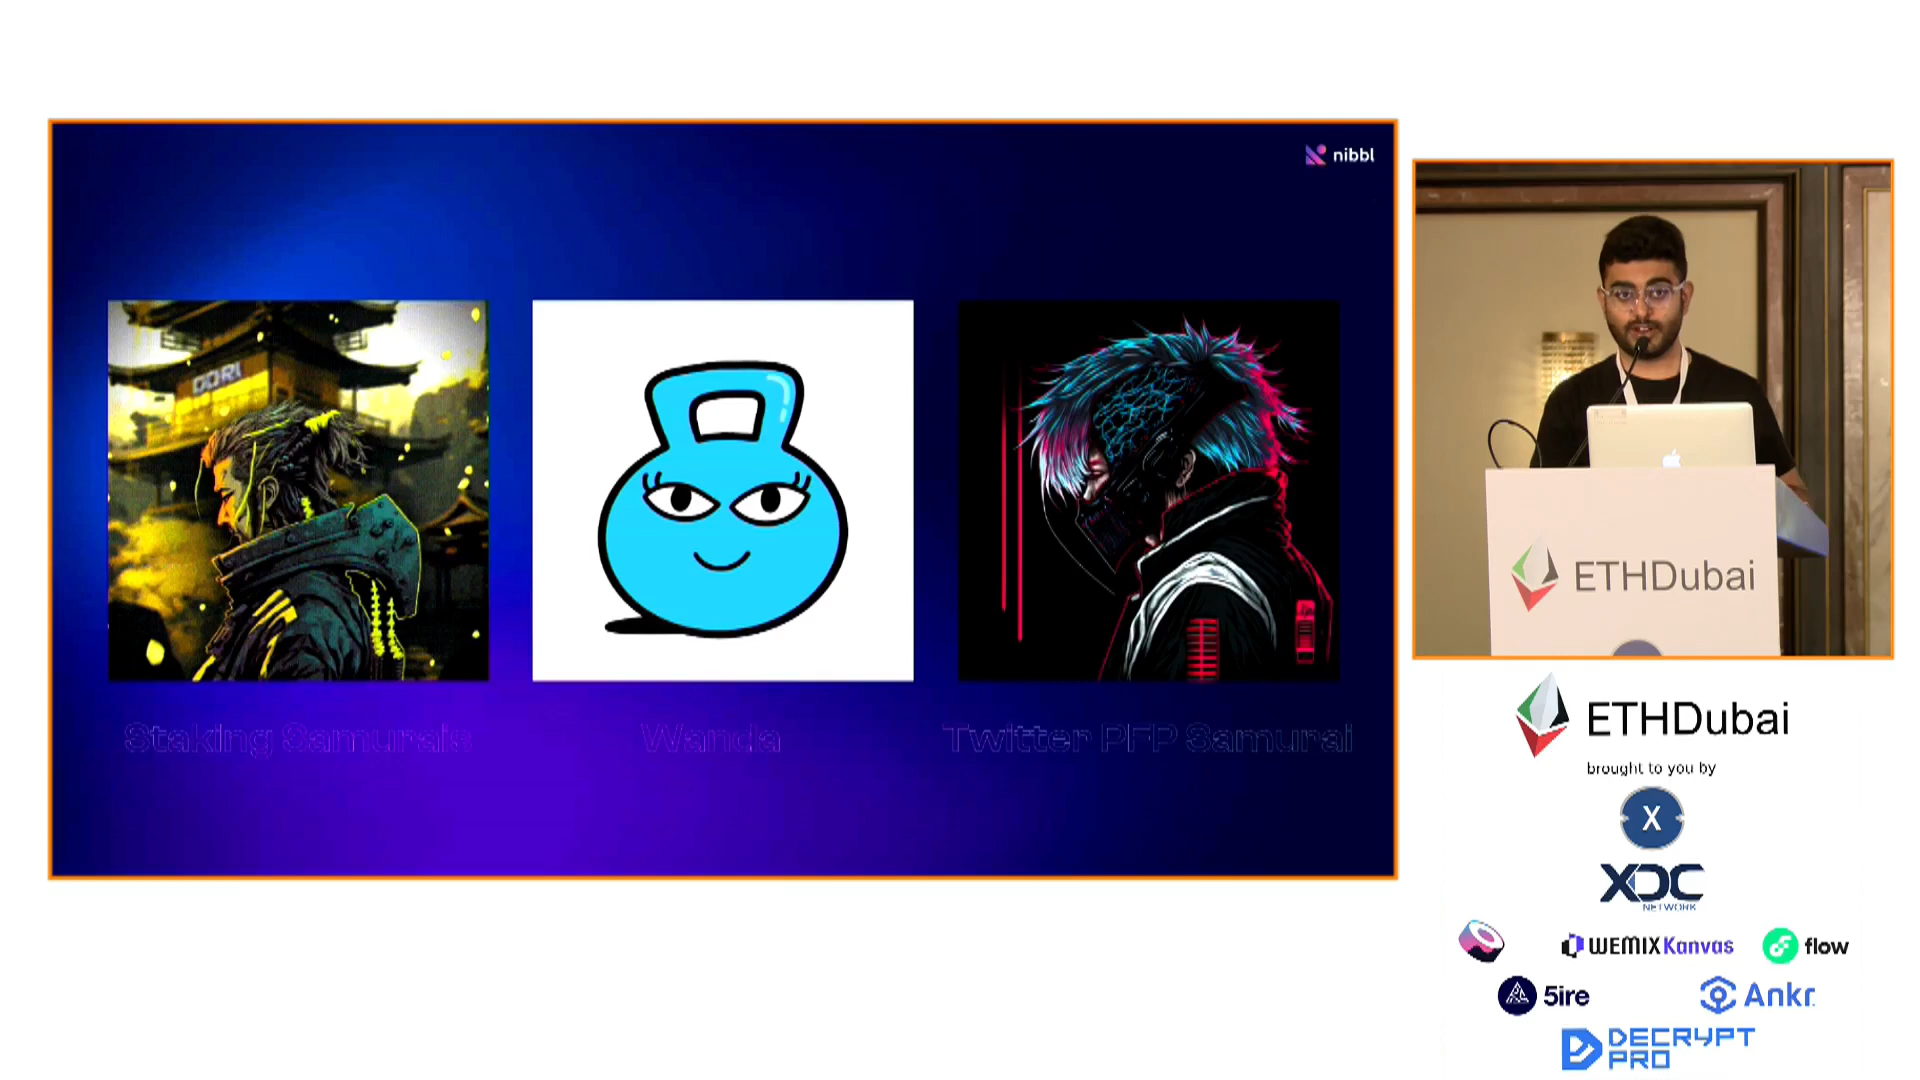 nibbl
DORI
Staking Samurais
Wanda
Twitter PFP Samurai
ETHDubai
ETHDubai
brought to you by
X
XDC
NETWORK
WEMIX Kanvas
flow
5ire
Ankr
DECRYPT
PRO